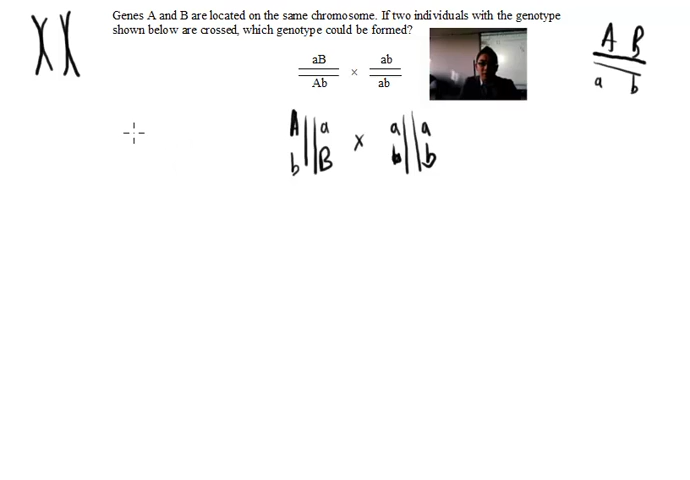 Genes A and B are located on the same chromosome. If two individuals with the genotype
shown below are crossed, which genotype could be formed?
A B
a b
aB × ab
Ab ab
A a × a a
b B b b